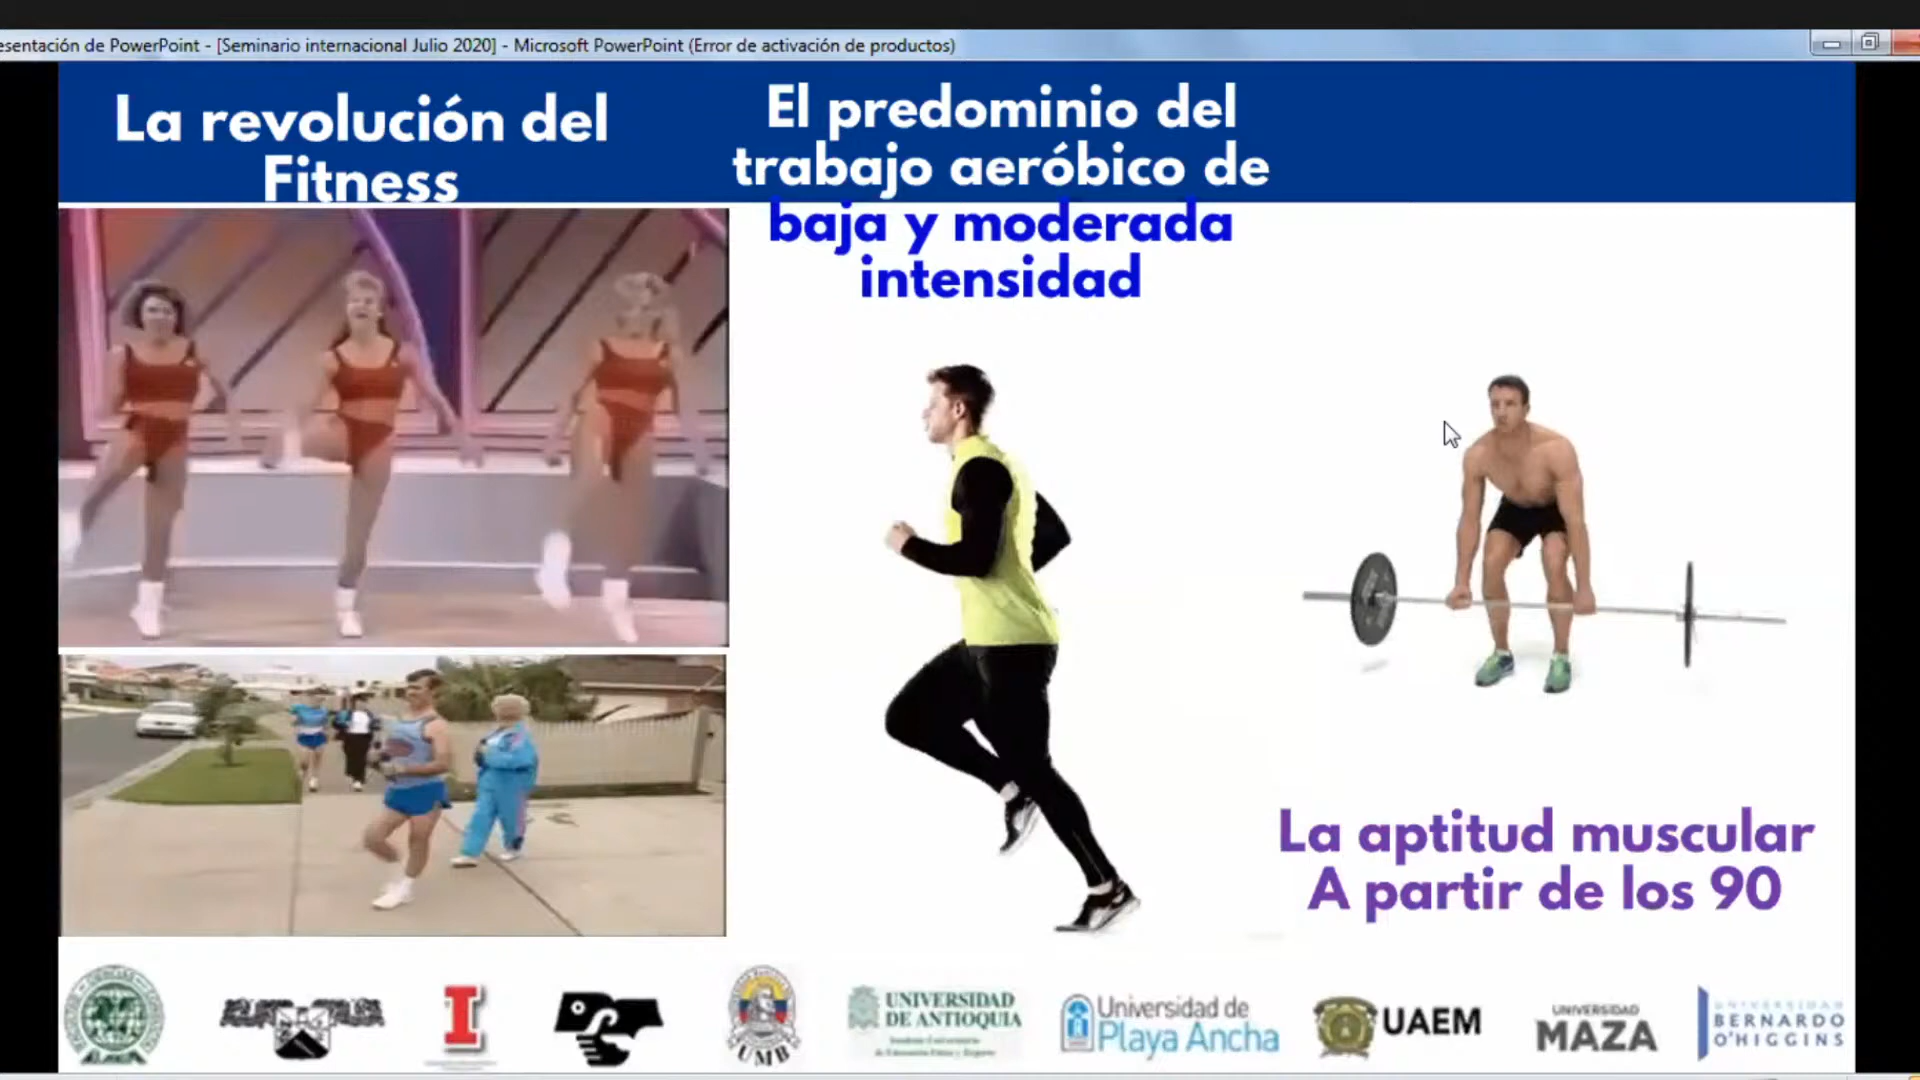 esentación de PowerPoint - [Seminario internacional Julio 2020] - Microsoft PowerPoint (Error de activación de productos)
La revolución del
Fitness
El predominio del
trabajo aeróbico de
baja y moderada
intensidad
La aptitud muscular
A partir de los 90
UMB
UNIVERSIDAD
DE ANTIOQUIA
Universidad de
Playa Ancha
UAEM
UNIVERSIDAD
MAZA
UNIVERSIDAD
BERNARDO
O'HIGGINS